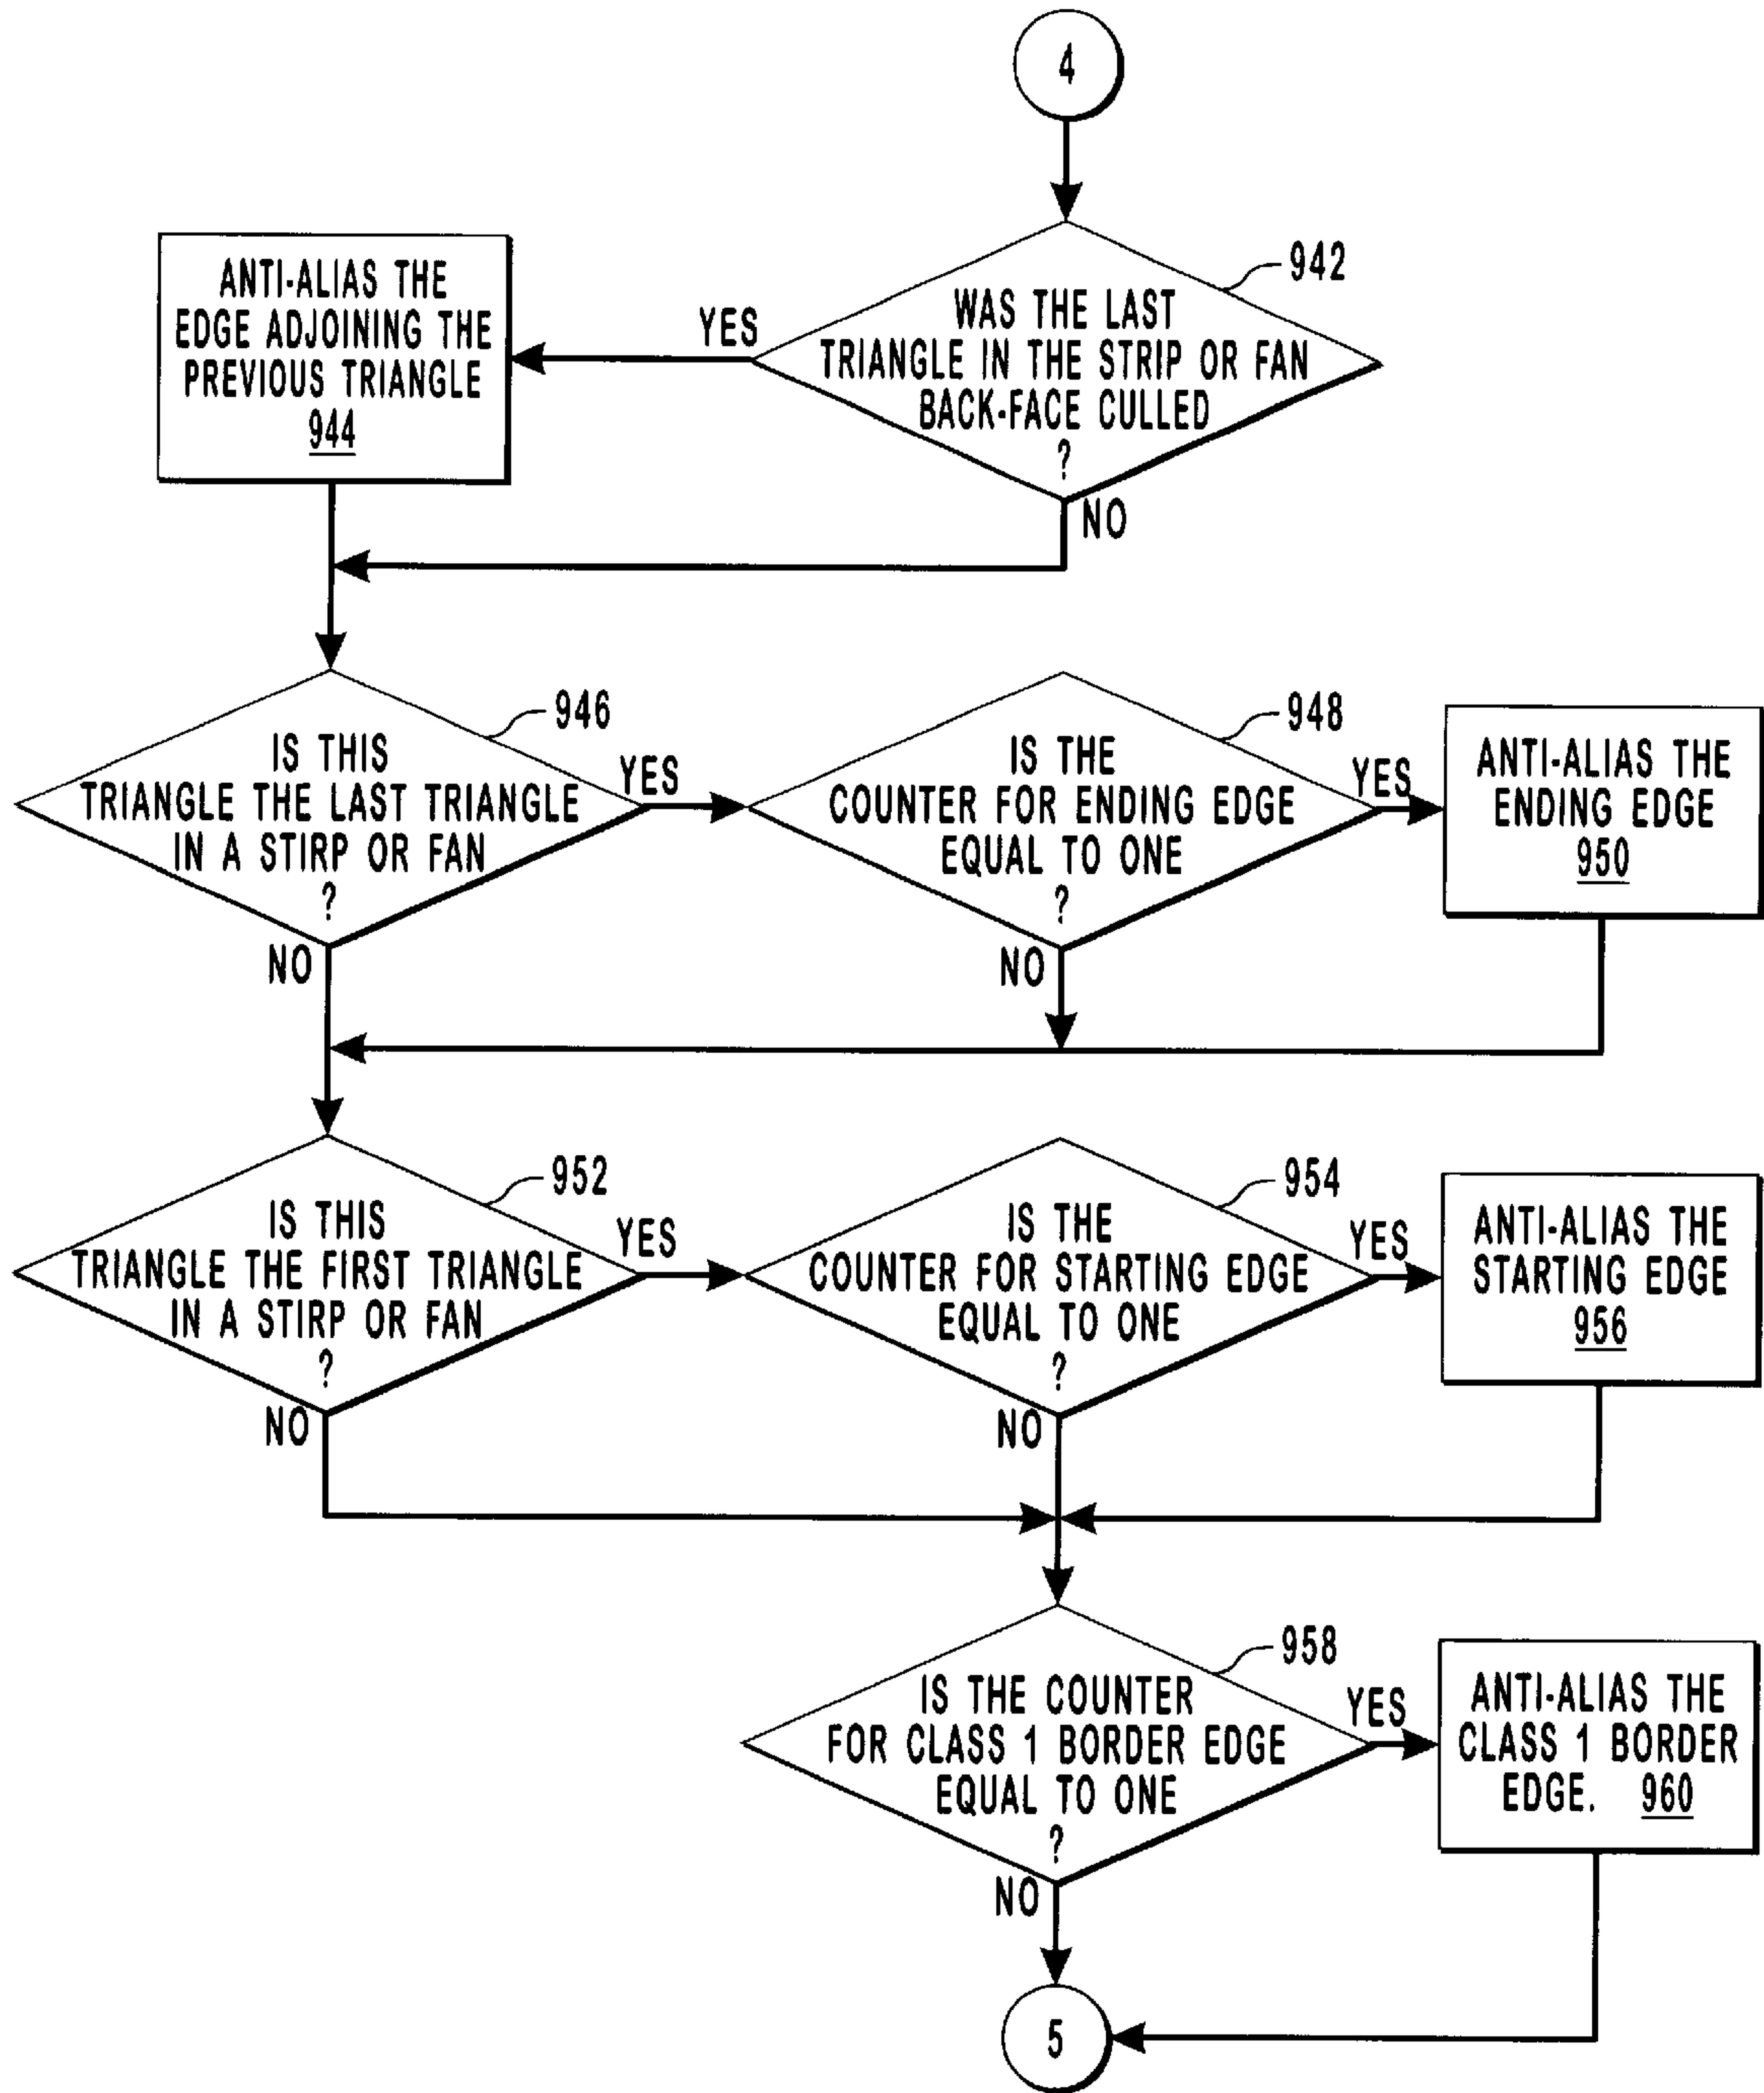 4
942
WAS THE LAST
TRIANGLE IN THE STRIP OR FAN
BACK-FACE CULLED
?
YES
NO
ANTI-ALIAS THE
EDGE ADJOINING THE
PREVIOUS TRIANGLE
944
946
IS THIS
TRIANGLE THE LAST TRIANGLE
IN A STIRP OR FAN
?
YES
NO
948
IS THE
COUNTER FOR ENDING EDGE
EQUAL TO ONE
?
YES
NO
ANTI-ALIAS THE
ENDING EDGE
950
952
IS THIS
TRIANGLE THE FIRST TRIANGLE
IN A STIRP OR FAN
?
YES
NO
954
IS THE
COUNTER FOR STARTING EDGE
EQUAL TO ONE
?
YES
NO
ANTI-ALIAS THE
STARTING EDGE
956
958
IS THE COUNTER
FOR CLASS 1 BORDER EDGE
EQUAL TO ONE
?
YES
NO
ANTI-ALIAS THE
CLASS 1 BORDER
EDGE. 960
5